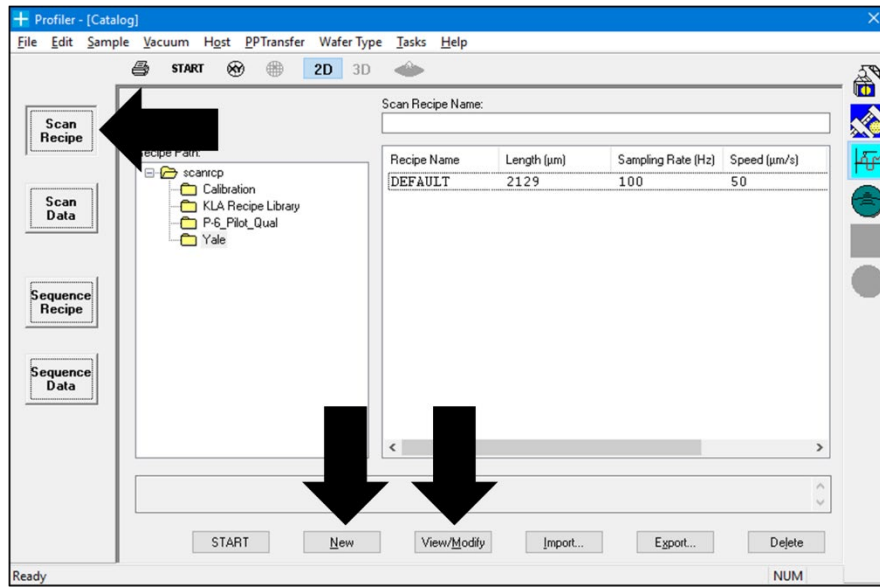 Profiler - [Catalog]
File Edit Sample Vacuum Host PPTransfer Wafer Type Tasks Help
START XY 2D 3D
Scan
Recipe
Scan
Data
Sequence
Recipe
Sequence
Data
Recipe Path:
scanrcp
Calibration
KLA Recipe Library
P-6_Pilot_Qual
Yale
Scan Recipe Name:
Recipe Name Length (µm) Sampling Rate (Hz) Speed (µm/s)
DEFAULT 2129 100 50
START New View/Modify Import... Export... Delete
Ready NUM